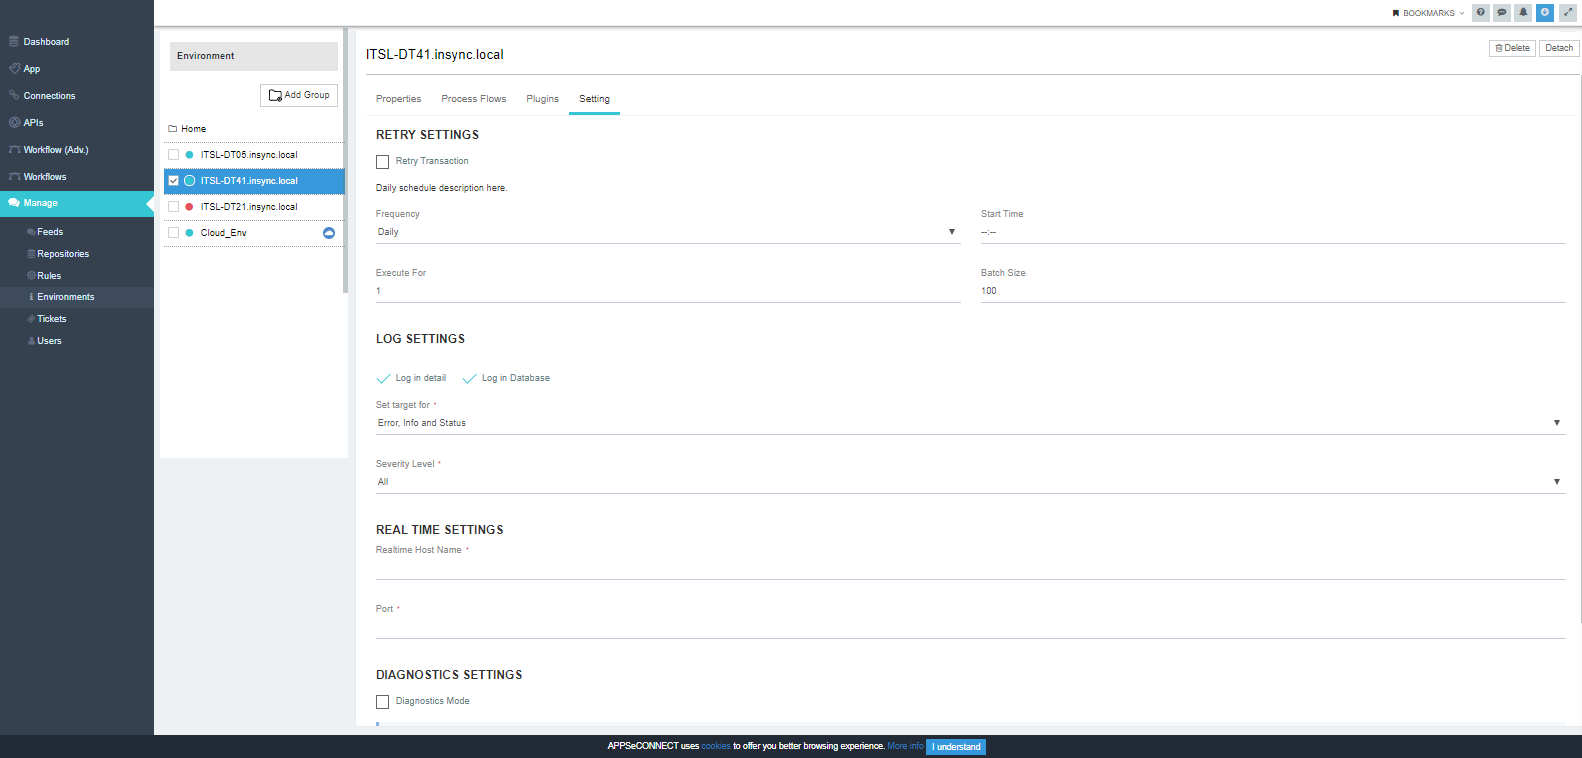 BOOKMARKS
Dashboard
App
Connections
APIs
Workflow (Adv.)
Workflows
Manage
Feeds
Repositories
Rules
Environments
Tickets
Users
Environment
Add Group
Home
ITSL-DT05.insync.local
ITSL-DT41.insync.local
ITSL-DT21.insync.local
Cloud_Env
ITSL-DT41.insync.local
Delete Detach
Properties Process Flows Plugins Setting
RETRY SETTINGS
Retry Transaction
Daily schedule description here.
Frequency Start Time
Daily --:--
Execute For Batch Size
1 100
LOG SETTINGS
Log in detail Log in Database
Set target for *
Error, Info and Status
Severity Level *
All
REAL TIME SETTINGS
Realtime Host Name *
Port *
DIAGNOSTICS SETTINGS
Diagnostics Mode
APPSeCONNECT uses cookies to offer you better browsing experience. More info I understand